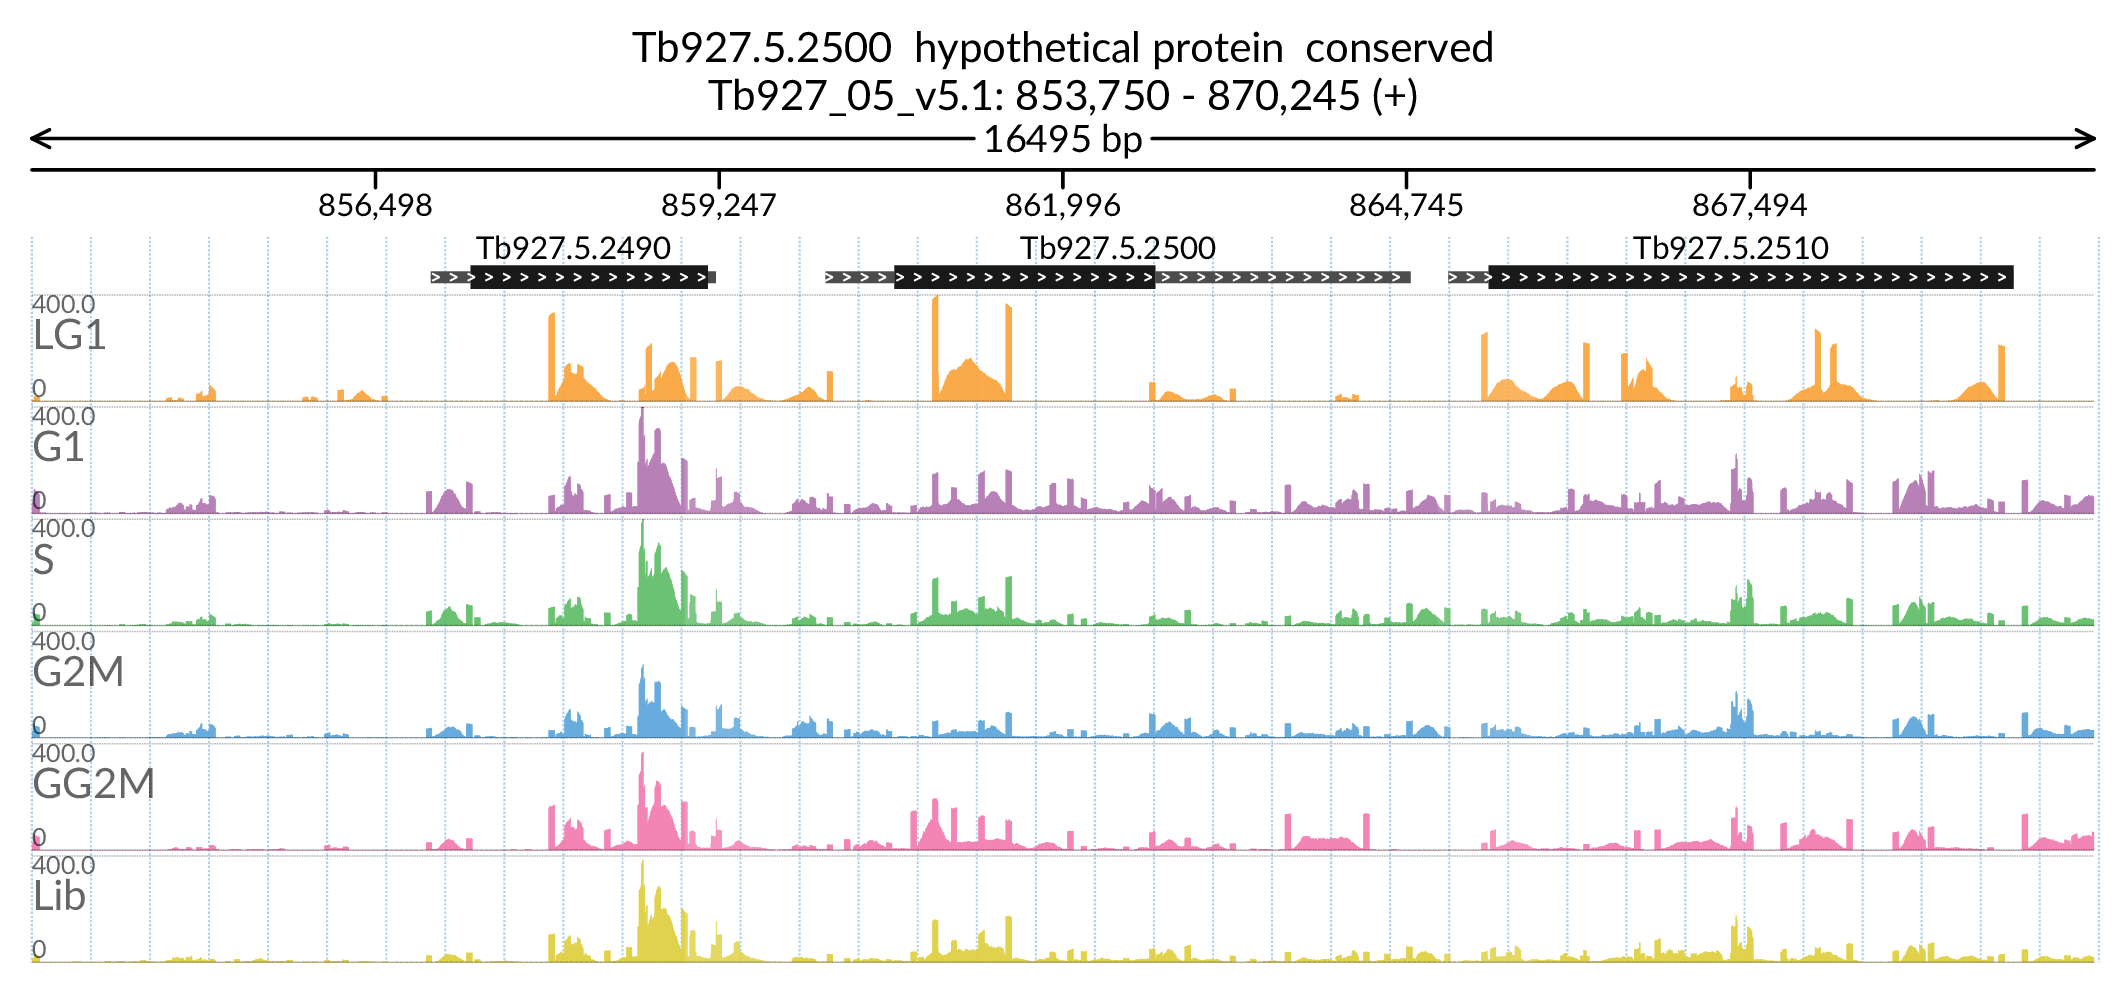 Tb927.5.2500  hypothetical protein  conserved
Tb927_05_v5.1: 853,750 - 870,245 (+)
16495 bp
856,498 859,247 861,996 864,745 867,494
Tb927.5.2490 Tb927.5.2500 Tb927.5.2510
400.0
LG1
0
400.0
G1
0
400.0
S
0
400.0
G2M
0
400.0
GG2M
0
400.0
Lib
0